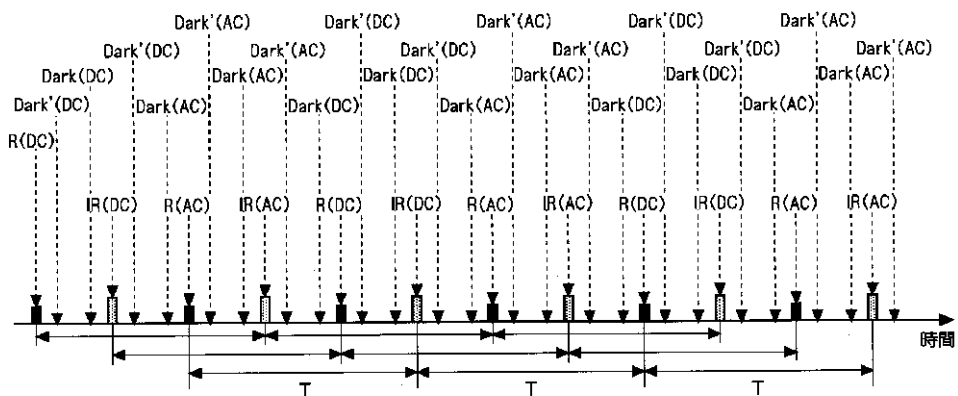 Dark'(AC) Dark'(DC) Dark'(AC) Dark'(DC) Dark'(AC)
Dark'(DC) Dark'(AC) Dark'(DC) Dark'(AC) Dark'(DC) Dark'(AC)
Dark(DC) Dark(AC) Dark(DC) Dark(AC) Dark(DC) Dark(AC)
Dark'(DC) Dark(AC) Dark(DC) Dark(AC) Dark(DC) Dark(AC)
R(DC)
IR(DC) R(AC) IR(AC) R(DC) IR(DC) R(AC) IR(AC) R(DC) IR(DC) R(AC) IR(AC)
時間
T T T